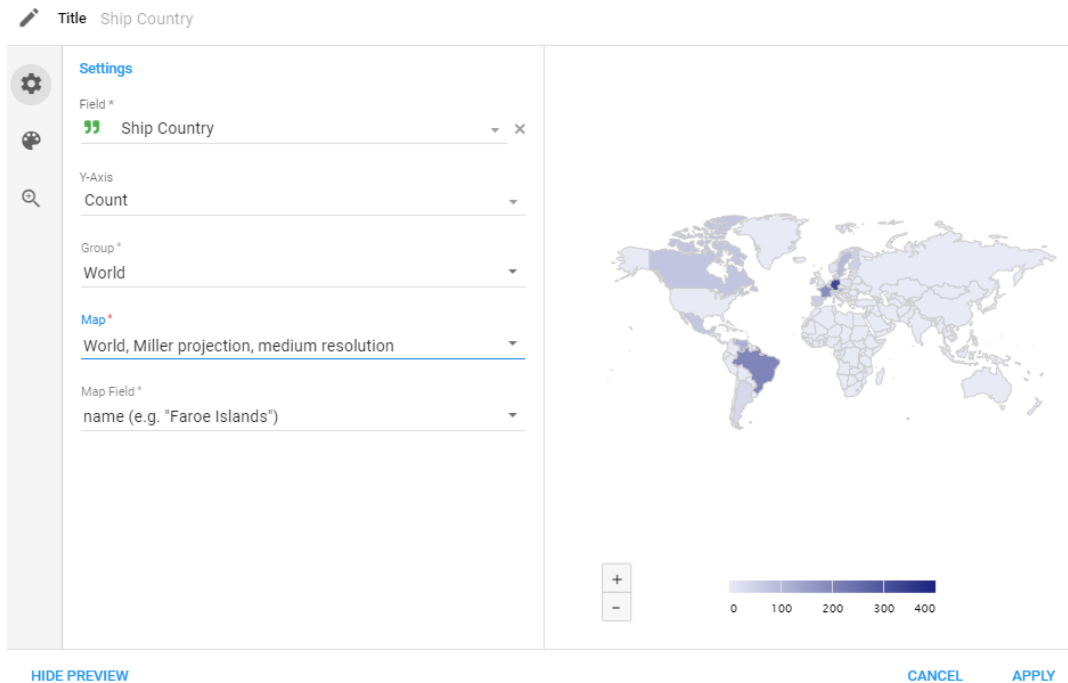 Title Ship Country
Settings
Field *
Ship Country
Y-Axis
Count
Group *
World
Map *
World, Miller projection, medium resolution
Map Field *
name (e.g. "Faroe Islands")
+
−
0 100 200 300 400
HIDE PREVIEW CANCEL APPLY